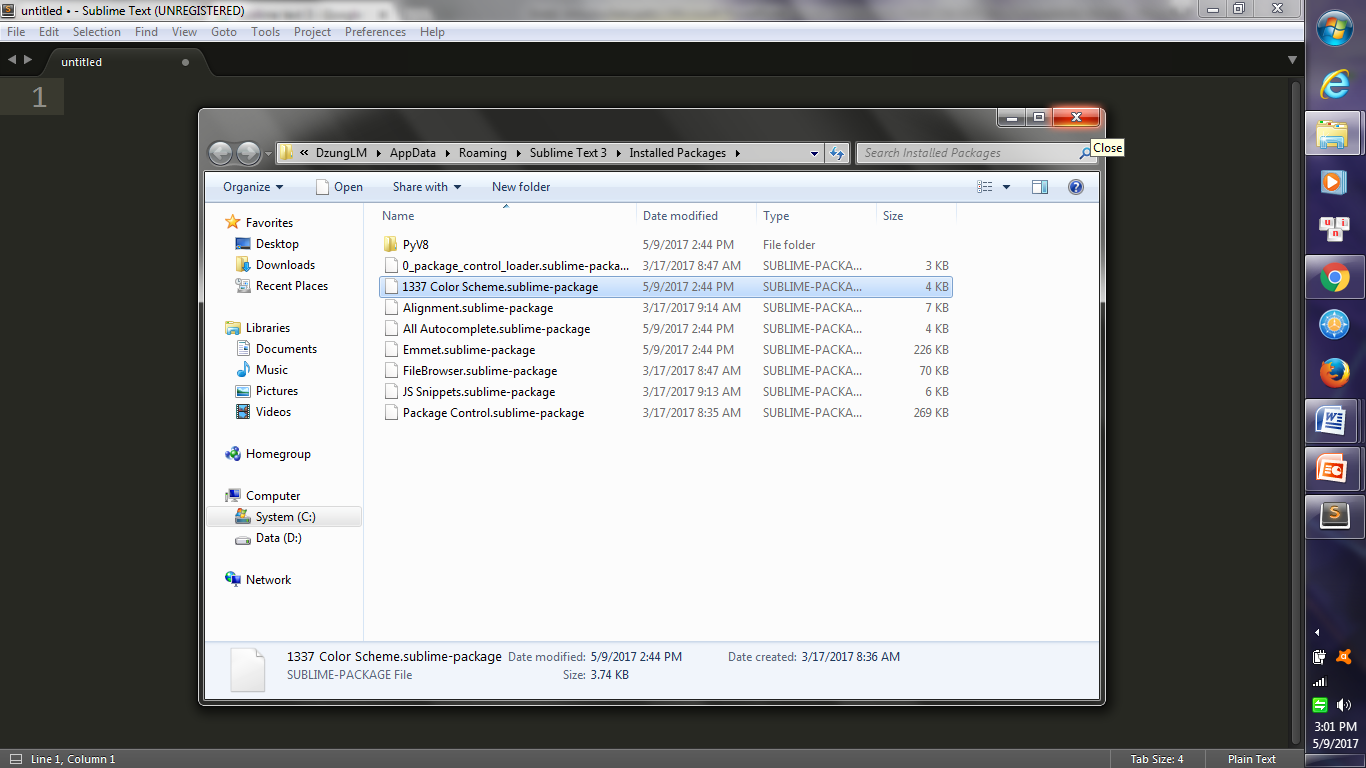 untitled • - Sublime Text (UNREGISTERED)
File Edit Selection Find View Goto Tools Project Preferences Help
untitled
1
« DzungLM AppData Roaming Sublime Text 3 Installed Packages
Search Installed Packages
Close
Organize Open Share with New folder
Name Date modified Type Size
Favorites
Desktop
Downloads
Recent Places
Libraries
Documents
Music
Pictures
Videos
Homegroup
Computer
System (C:)
Data (D:)
Network
PyV8 5/9/2017 2:44 PM File folder
0_package_control_loader.sublime-packa... 3/17/2017 8:47 AM SUBLIME-PACKA... 3 KB
1337 Color Scheme.sublime-package 5/9/2017 2:44 PM SUBLIME-PACKA... 4 KB
Alignment.sublime-package 3/17/2017 9:14 AM SUBLIME-PACKA... 7 KB
All Autocomplete.sublime-package 5/9/2017 2:44 PM SUBLIME-PACKA... 4 KB
Emmet.sublime-package 5/9/2017 2:44 PM SUBLIME-PACKA... 226 KB
FileBrowser.sublime-package 3/17/2017 8:47 AM SUBLIME-PACKA... 70 KB
JS Snippets.sublime-package 3/17/2017 9:13 AM SUBLIME-PACKA... 6 KB
Package Control.sublime-package 3/17/2017 8:35 AM SUBLIME-PACKA... 269 KB
1337 Color Scheme.sublime-package Date modified: 5/9/2017 2:44 PM Date created: 3/17/2017 8:36 AM
SUBLIME-PACKAGE File Size: 3.74 KB
Line 1, Column 1 Tab Size: 4 Plain Text
u i n
3:01 PM
5/9/2017